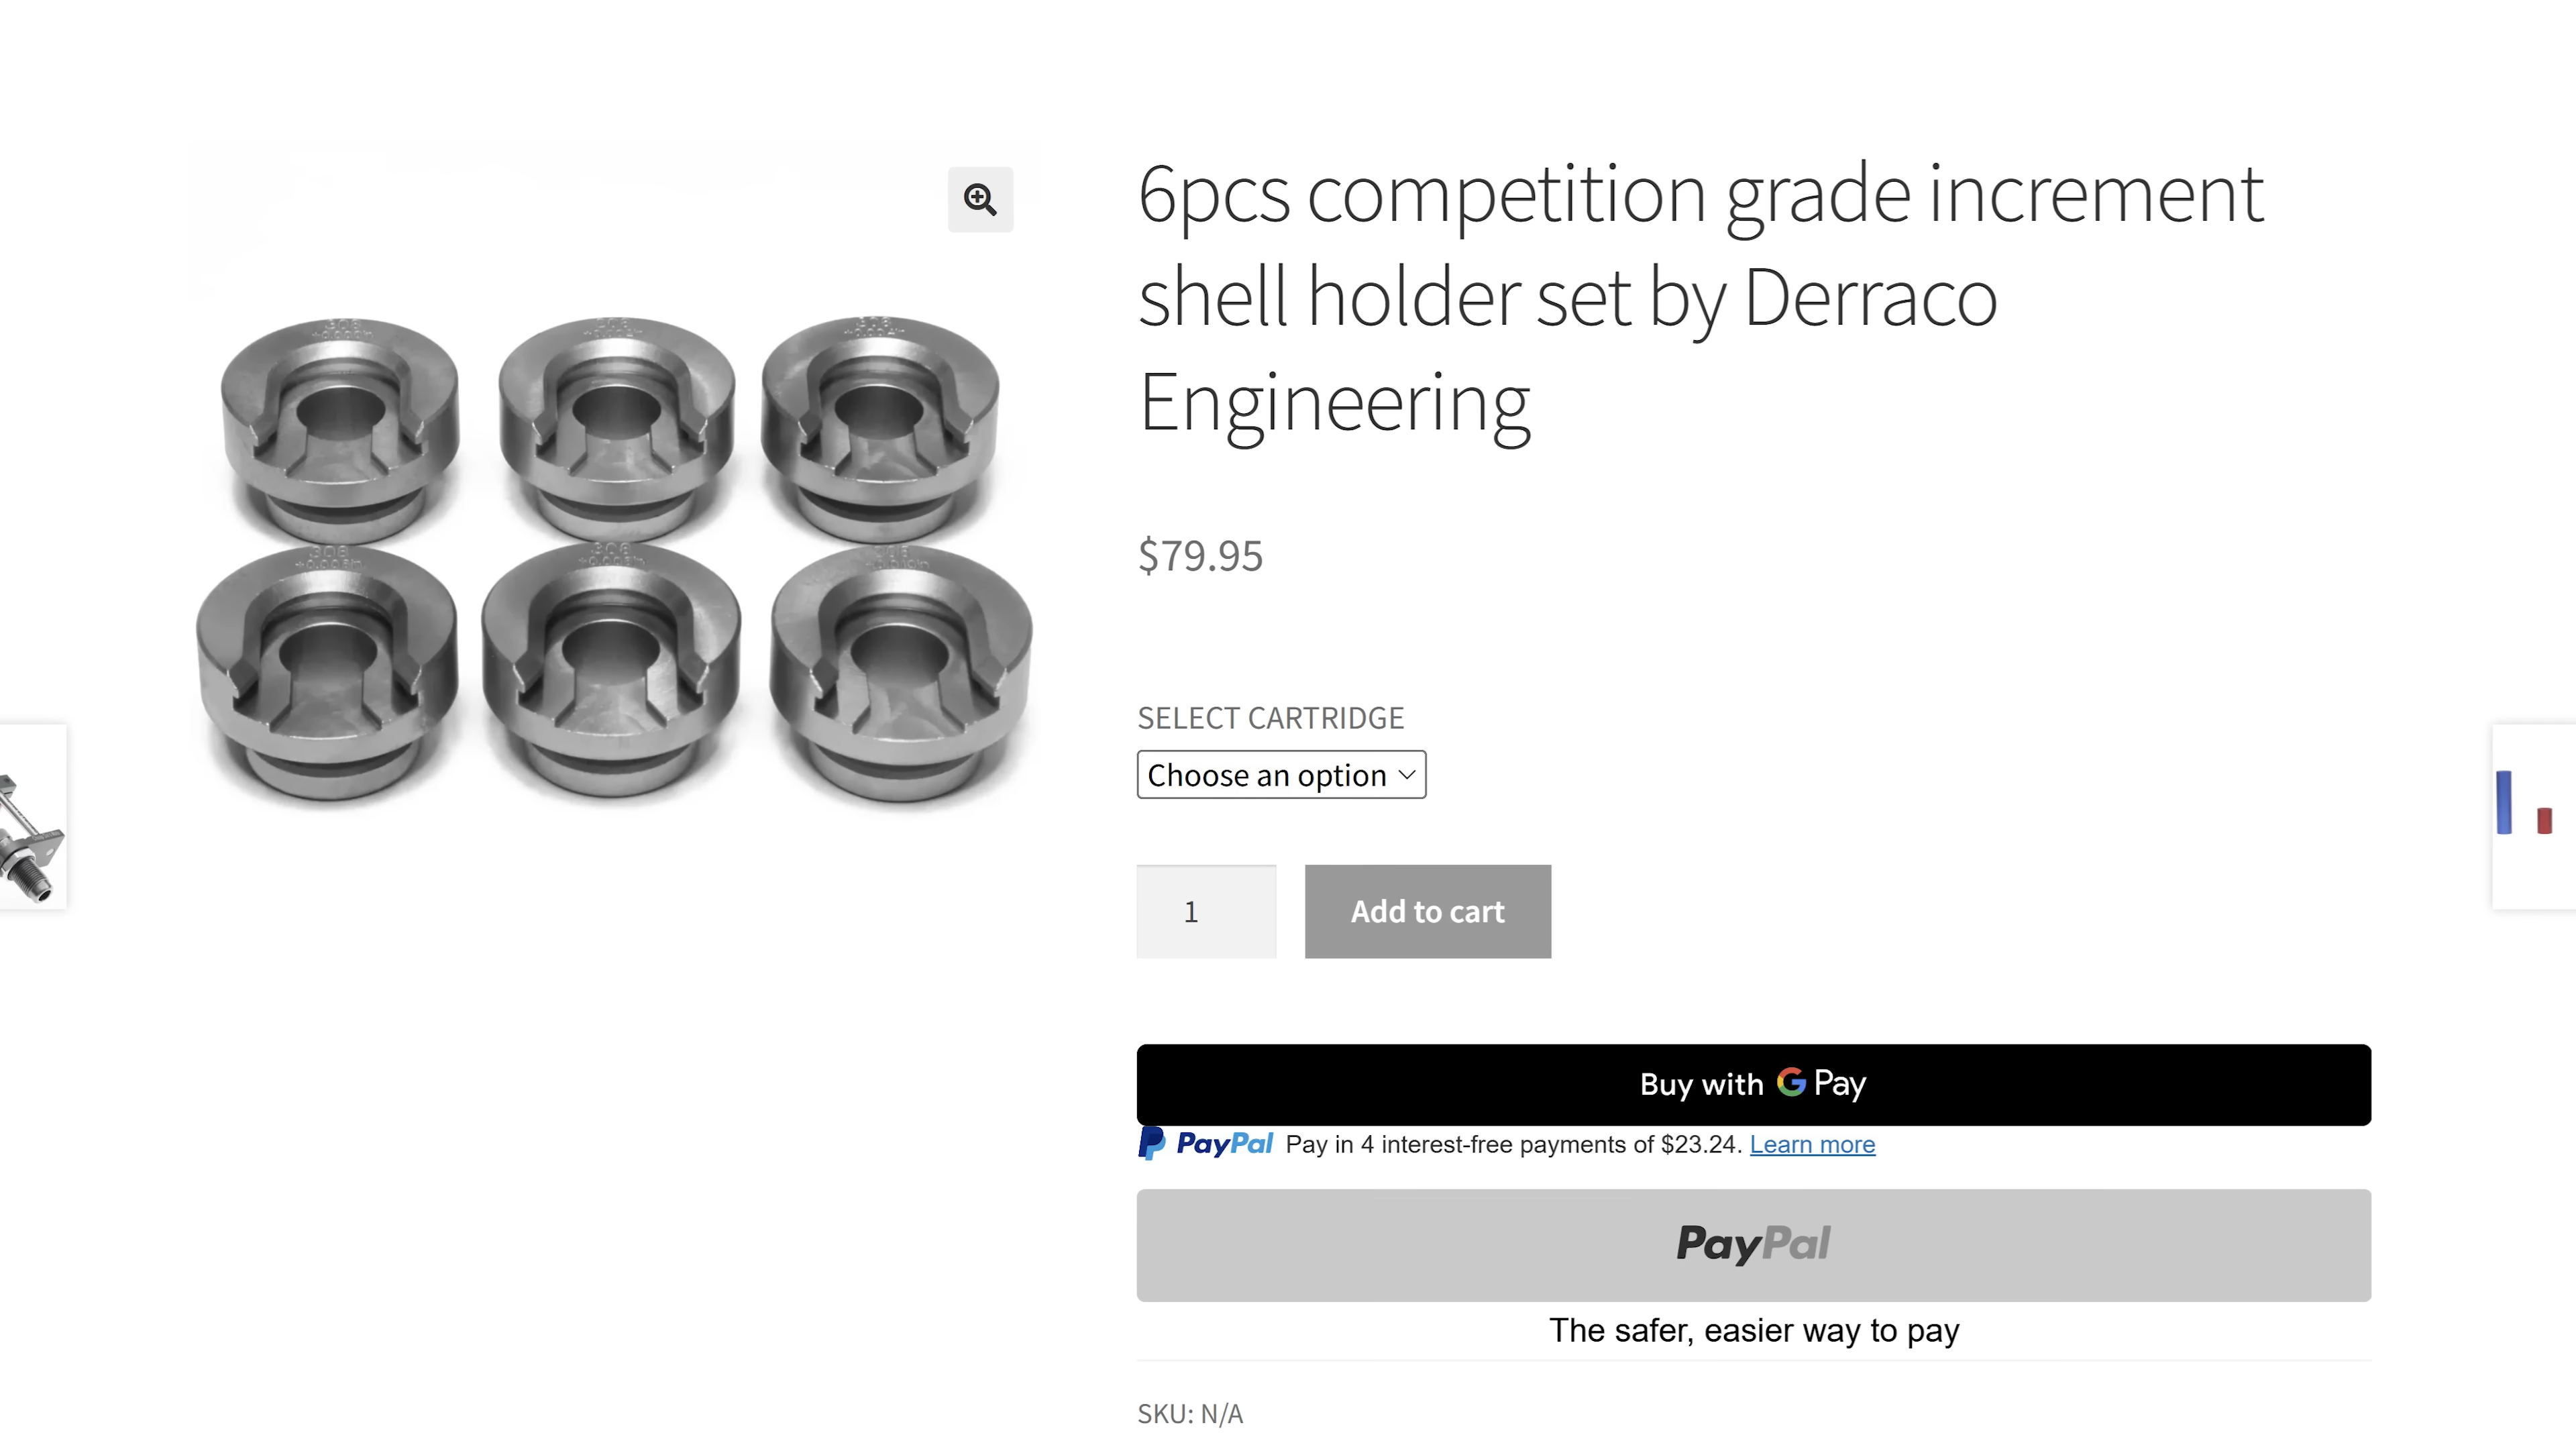 6pcs competition grade increment
shell holder set by Derraco
Engineering
$79.95
SELECT CARTRIDGE
Choose an option
1
Add to cart
Buy with G Pay
PayPal Pay in 4 interest-free payments of $23.24. Learn more
PayPal
The safer, easier way to pay
SKU: N/A
308